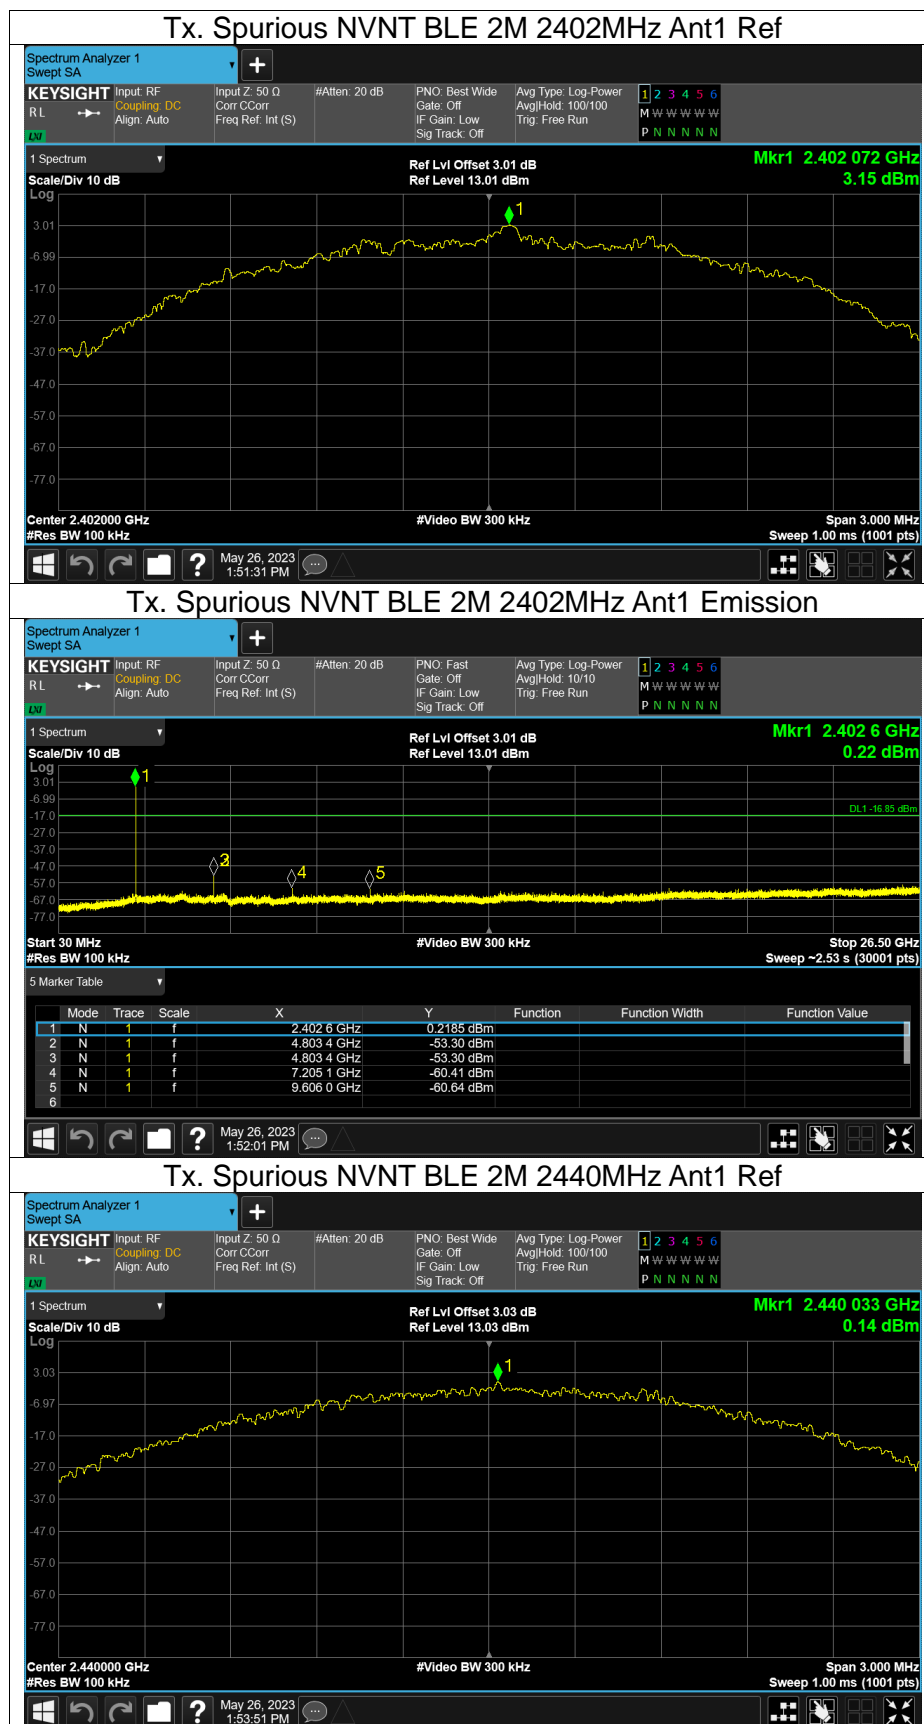 Tx. Spurious NVNT BLE 2M 2402MHz Ant1 Ref
Spectrum Analyzer 1
Swept SA
+
KEYSIGHT Input: RF Input Z: 50 Ω #Atten: 20 dB PNO: Best Wide Avg Type: Log-Power 1 2 3 4 5 6
Coupling: DC Corr CCorr Gate: Off Avg|Hold: 100/100
R L Align: Auto Freq Ref: Int (S) IF Gain: Low Trig: Free Run M W W W W W
LXI Sig Track: Off P N N N N N
1 Spectrum Ref Lvl Offset 3.01 dB Mkr1 2.402 072 GHz
Scale/Div 10 dB Ref Level 13.01 dBm 3.15 dBm
Log
1
3.01
-6.99
-17.0
-27.0
-37.0
-47.0
-57.0
-67.0
-77.0
Center 2.402000 GHz #Video BW 300 kHz Span 3.000 MHz
#Res BW 100 kHz Sweep 1.00 ms (1001 pts)
? May 26, 2023
1:51:31 PM
Tx. Spurious NVNT BLE 2M 2402MHz Ant1 Emission
Spectrum Analyzer 1
Swept SA
+
KEYSIGHT Input: RF Input Z: 50 Ω #Atten: 20 dB PNO: Fast Avg Type: Log-Power 1 2 3 4 5 6
Coupling: DC Corr CCorr Gate: Off Avg|Hold: 10/10
R L Align: Auto Freq Ref: Int (S) IF Gain: Low Trig: Free Run M W W W W W
LXI Sig Track: Off P N N N N N
1 Spectrum Ref Lvl Offset 3.01 dB Mkr1 2.402 6 GHz
Scale/Div 10 dB Ref Level 13.01 dBm 0.22 dBm
Log
1
3.01
-6.99
DL1 -16.85 dBm
-17.0
-27.0
-37.0
3
-47.0
4 5
-57.0
-67.0
-77.0
Start 30 MHz #Video BW 300 kHz Stop 26.50 GHz
#Res BW 100 kHz Sweep ~2.53 s (30001 pts)
5 Marker Table
Mode Trace Scale X Y Function Function Width Function Value
1 N 1 f 2.402 6 GHz 0.2185 dBm
2 N 1 f 4.803 4 GHz -53.30 dBm
3 N 1 f 4.803 4 GHz -53.30 dBm
4 N 1 f 7.205 1 GHz -60.41 dBm
5 N 1 f 9.606 0 GHz -60.64 dBm
6
? May 26, 2023
1:52:01 PM
Tx. Spurious NVNT BLE 2M 2440MHz Ant1 Ref
Spectrum Analyzer 1
Swept SA
+
KEYSIGHT Input: RF Input Z: 50 Ω #Atten: 20 dB PNO: Best Wide Avg Type: Log-Power 1 2 3 4 5 6
Coupling: DC Corr CCorr Gate: Off Avg|Hold: 100/100
R L Align: Auto Freq Ref: Int (S) IF Gain: Low Trig: Free Run M W W W W W
LXI Sig Track: Off P N N N N N
1 Spectrum Ref Lvl Offset 3.03 dB Mkr1 2.440 033 GHz
Scale/Div 10 dB Ref Level 13.03 dBm 0.14 dBm
Log
1
3.03
-6.97
-17.0
-27.0
-37.0
-47.0
-57.0
-67.0
-77.0
Center 2.440000 GHz #Video BW 300 kHz Span 3.000 MHz
#Res BW 100 kHz Sweep 1.00 ms (1001 pts)
? May 26, 2023
1:53:51 PM